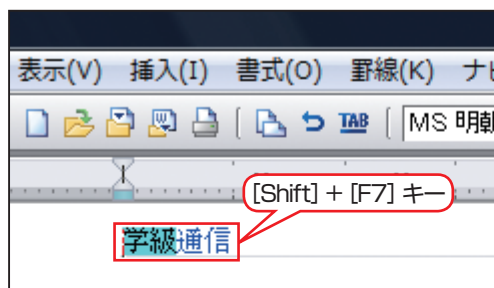 表示(V) 挿入(I) 書式(O) 罫線(K) ナ
TAB MS 明朝
[Shift] + [F7] キー
学級通信